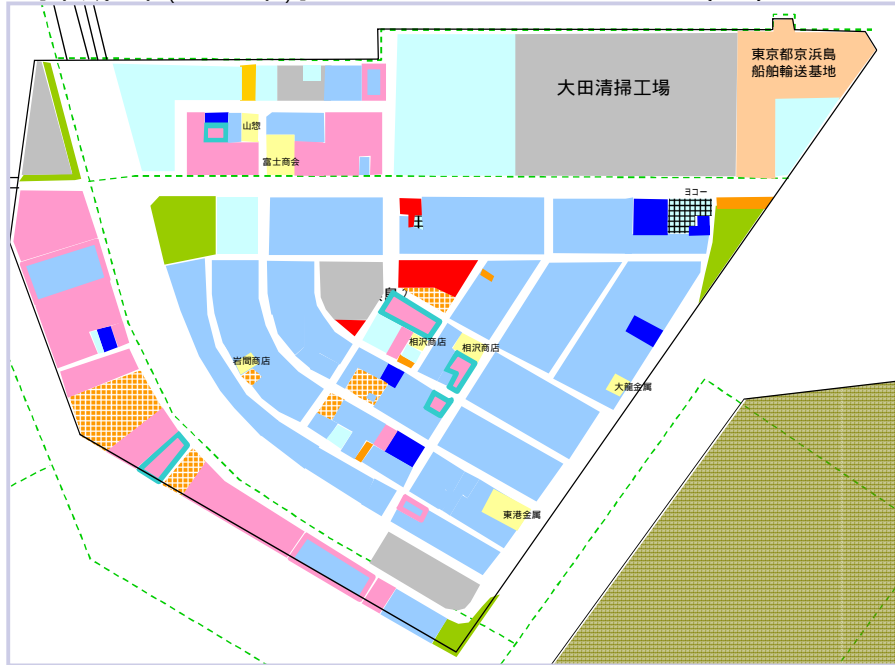 東京都京浜島
船舶輸送基地
大田清掃工場
山惣
富士商会
ヨコー
相沢商店
相沢商店
岩間商店
大龍金属
東港金属